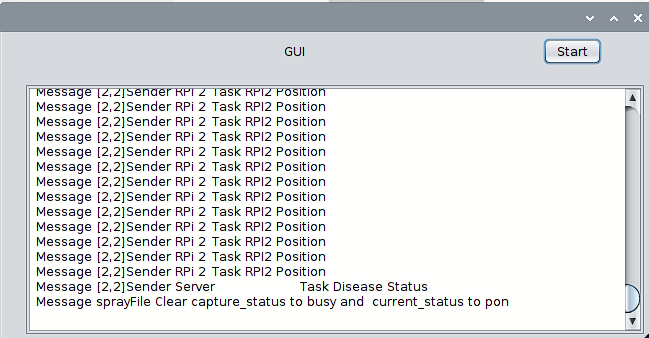 GUI
Start
Message [2,2]Sender RPi 2 Task RPI2 Position
Message [2,2]Sender RPi 2 Task RPI2 Position
Message [2,2]Sender RPi 2 Task RPI2 Position
Message [2,2]Sender RPi 2 Task RPI2 Position
Message [2,2]Sender RPi 2 Task RPI2 Position
Message [2,2]Sender RPi 2 Task RPI2 Position
Message [2,2]Sender RPi 2 Task RPI2 Position
Message [2,2]Sender RPi 2 Task RPI2 Position
Message [2,2]Sender RPi 2 Task RPI2 Position
Message [2,2]Sender RPi 2 Task RPI2 Position
Message [2,2]Sender RPi 2 Task RPI2 Position
Message [2,2]Sender RPi 2 Task RPI2 Position
Message [2,2]Sender RPi 2 Task RPI2 Position
Message [2,2]Sender Server Task Disease Status
Message sprayFile Clear capture_status to busy and  current_status to pon